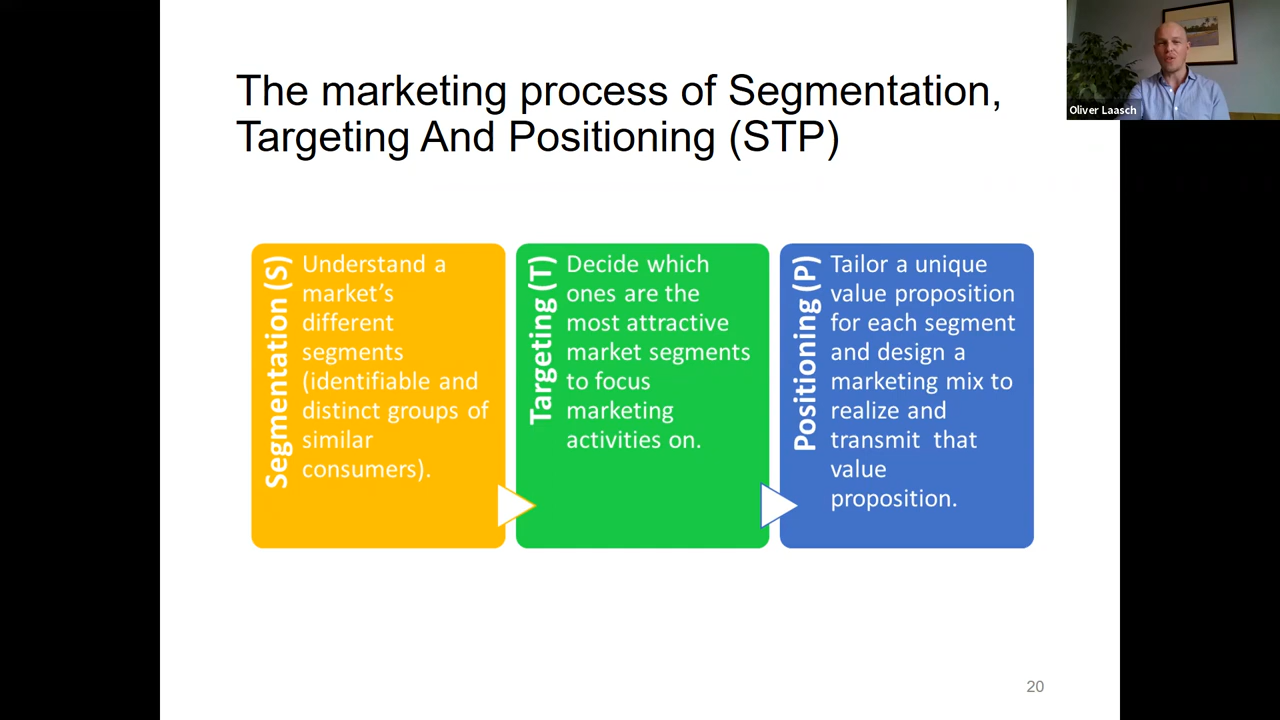 The marketing process of Segmentation,
Targeting And Positioning (STP)
Oliver Laasch
Segmentation (S)
Understand a
market’s
different
segments
(identifiable and
distinct groups of
similar
consumers).
Targeting (T)
Decide which
ones are the
most attractive
market segments
to focus
marketing
activities on.
Positioning (P)
Tailor a unique
value proposition
for each segment
and design a
marketing mix to
realize and
transmit that
value
proposition.
20